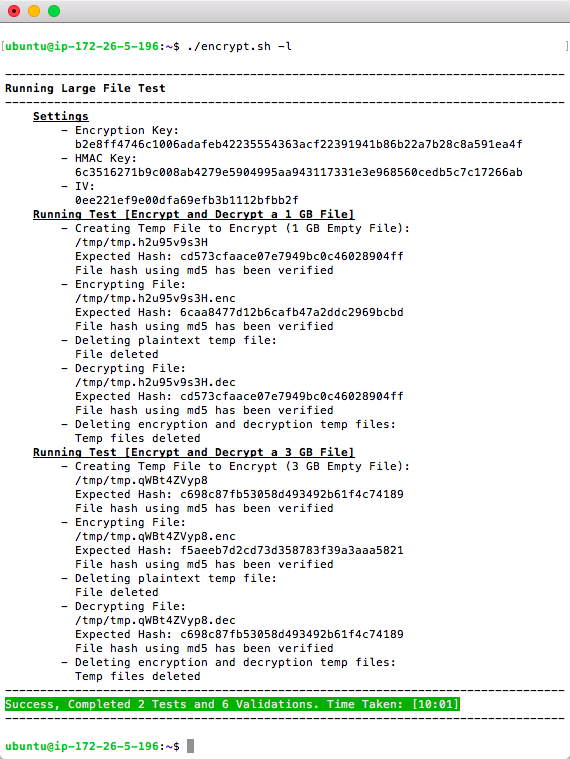 [ubuntu@ip-172-26-5-196:~$ ./encrypt.sh -l ]
--------------------------------------------------------------------------------
Running Large File Test
--------------------------------------------------------------------------------
Settings
- Encryption Key:
b2e8ff4746c1006adafeb42235554363acf22391941b86b22a7b28c8a591ea4f
- HMAC Key:
6c3516271b9c008ab4279e5904995aa943117331e3e968560cedb5c7c17266ab
- IV:
0ee221ef9e00dfa69efb3b1112bfbb2f
Running Test [Encrypt and Decrypt a 1 GB File]
- Creating Temp File to Encrypt (1 GB Empty File):
/tmp/tmp.h2u95v9s3H
Expected Hash: cd573cfaace07e7949bc0c46028904ff
File hash using md5 has been verified
- Encrypting File:
/tmp/tmp.h2u95v9s3H.enc
Expected Hash: 6caa8477d12b6cafb47a2ddc2969bcbd
File hash using md5 has been verified
- Deleting plaintext temp file:
File deleted
- Decrypting File:
/tmp/tmp.h2u95v9s3H.dec
Expected Hash: cd573cfaace07e7949bc0c46028904ff
File hash using md5 has been verified
- Deleting encryption and decryption temp files:
Temp files deleted
Running Test [Encrypt and Decrypt a 3 GB File]
- Creating Temp File to Encrypt (3 GB Empty File):
/tmp/tmp.qWBt4ZVyp8
Expected Hash: c698c87fb53058d493492b61f4c74189
File hash using md5 has been verified
- Encrypting File:
/tmp/tmp.qWBt4ZVyp8.enc
Expected Hash: f5aeeb7d2cd73d358783f39a3aaa5821
File hash using md5 has been verified
- Deleting plaintext temp file:
File deleted
- Decrypting File:
/tmp/tmp.qWBt4ZVyp8.dec
Expected Hash: c698c87fb53058d493492b61f4c74189
File hash using md5 has been verified
- Deleting encryption and decryption temp files:
Temp files deleted
--------------------------------------------------------------------------------
Success, Completed 2 Tests and 6 Validations. Time Taken: [10:01]
--------------------------------------------------------------------------------
ubuntu@ip-172-26-5-196:~$